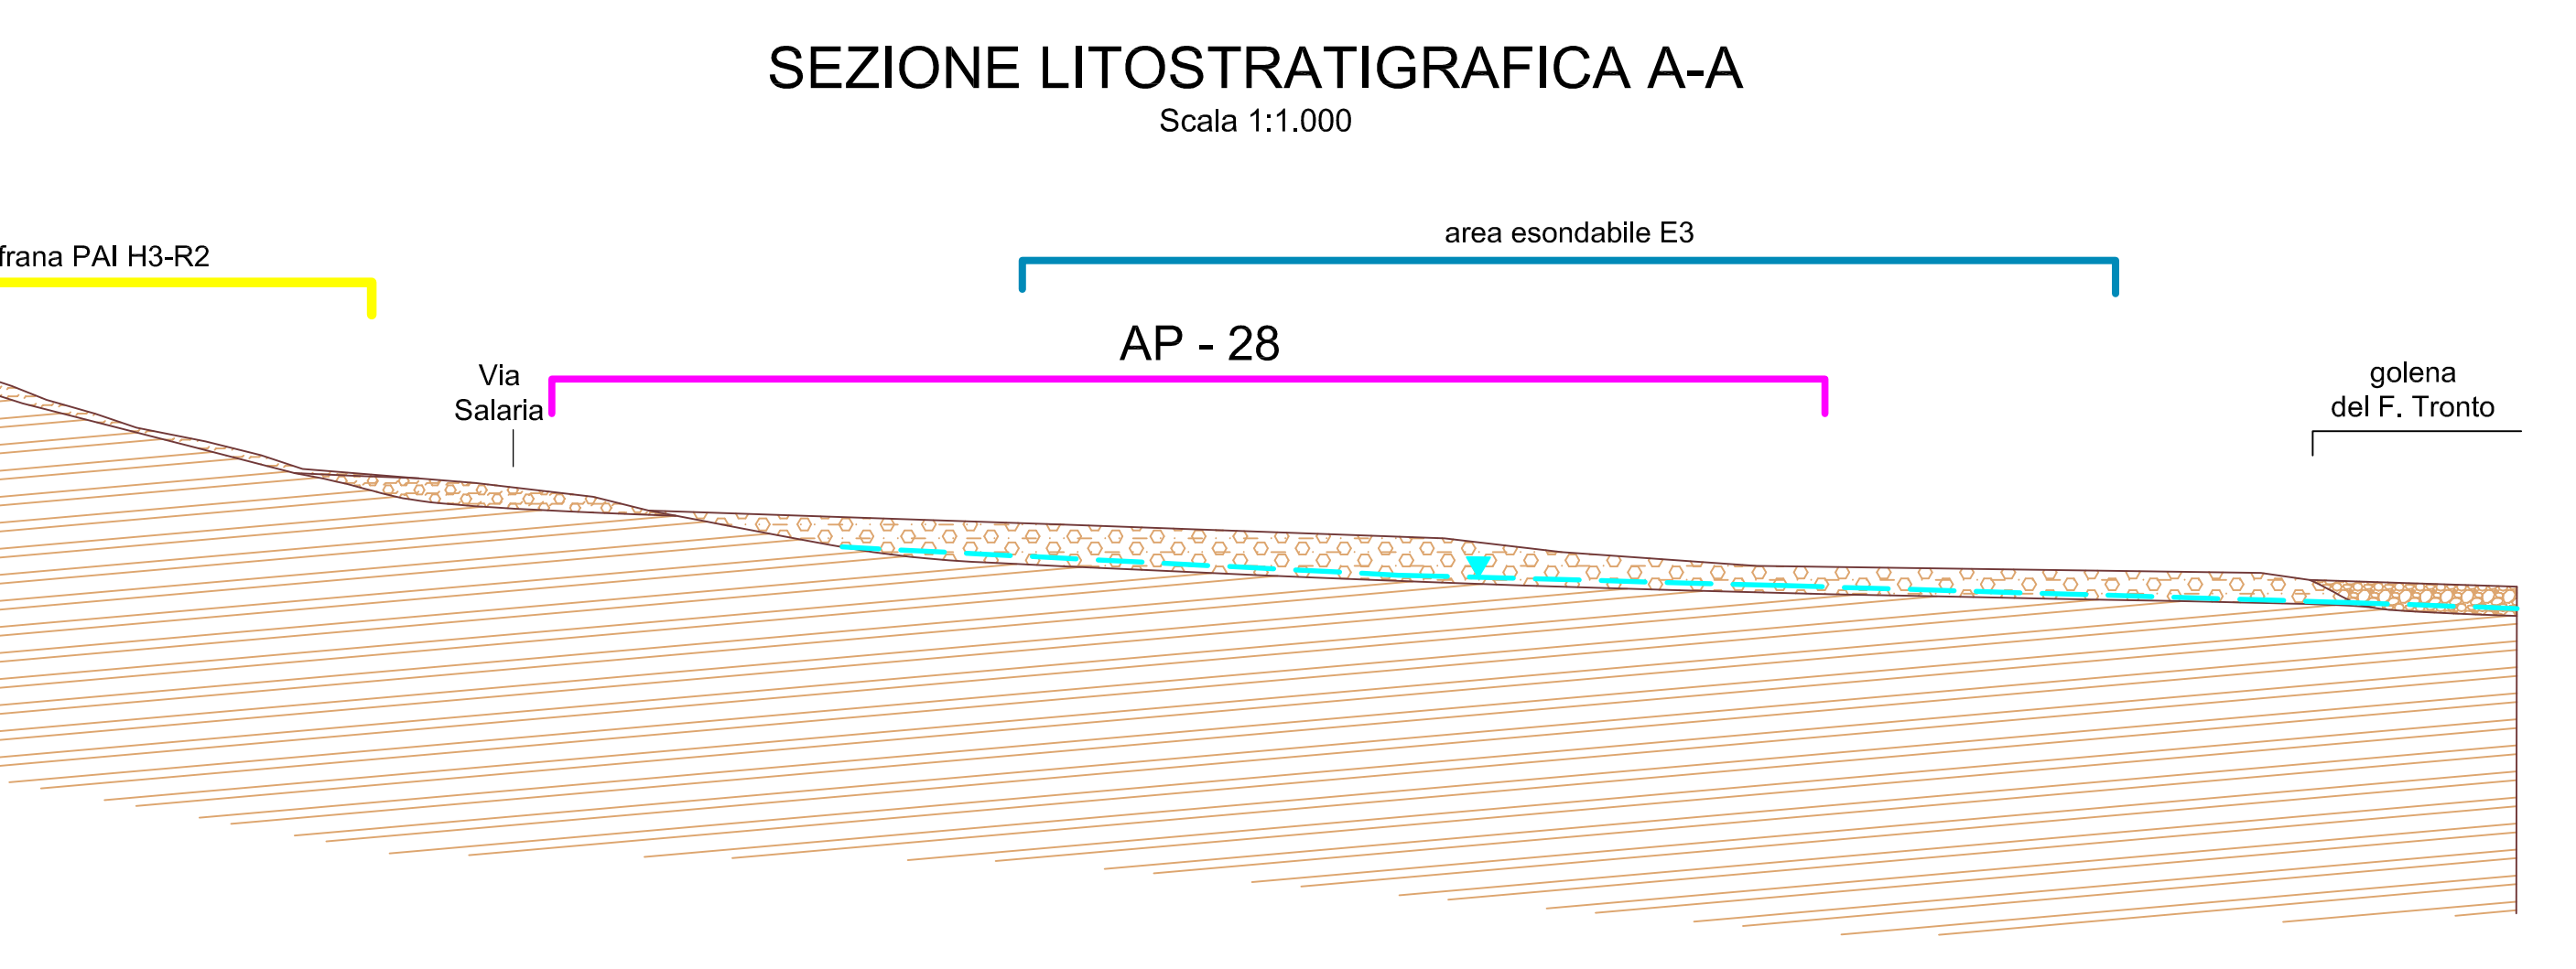 SEZIONE LITOSTRATIGRAFICA A-A
Scala 1:1.000
area esondabile E3
frana PAI H3-R2
AP - 28
Via
Salaria
golena
del F. Tronto